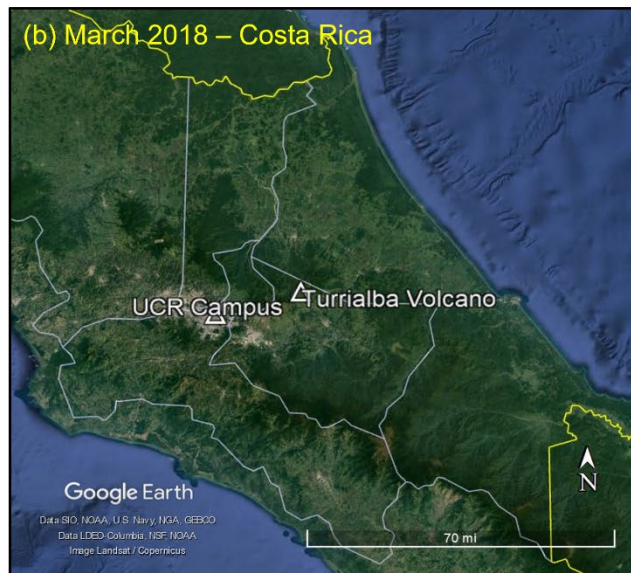 (b) March 2018 – Costa Rica
Turrialba Volcano
UCR Campus
N
Google Earth
70 mi
Data SIO, NOAA, U.S. Navy, NGA, GEBCO
Data LDEO-Columbia, NSF, NOAA
Image Landsat / Copernicus